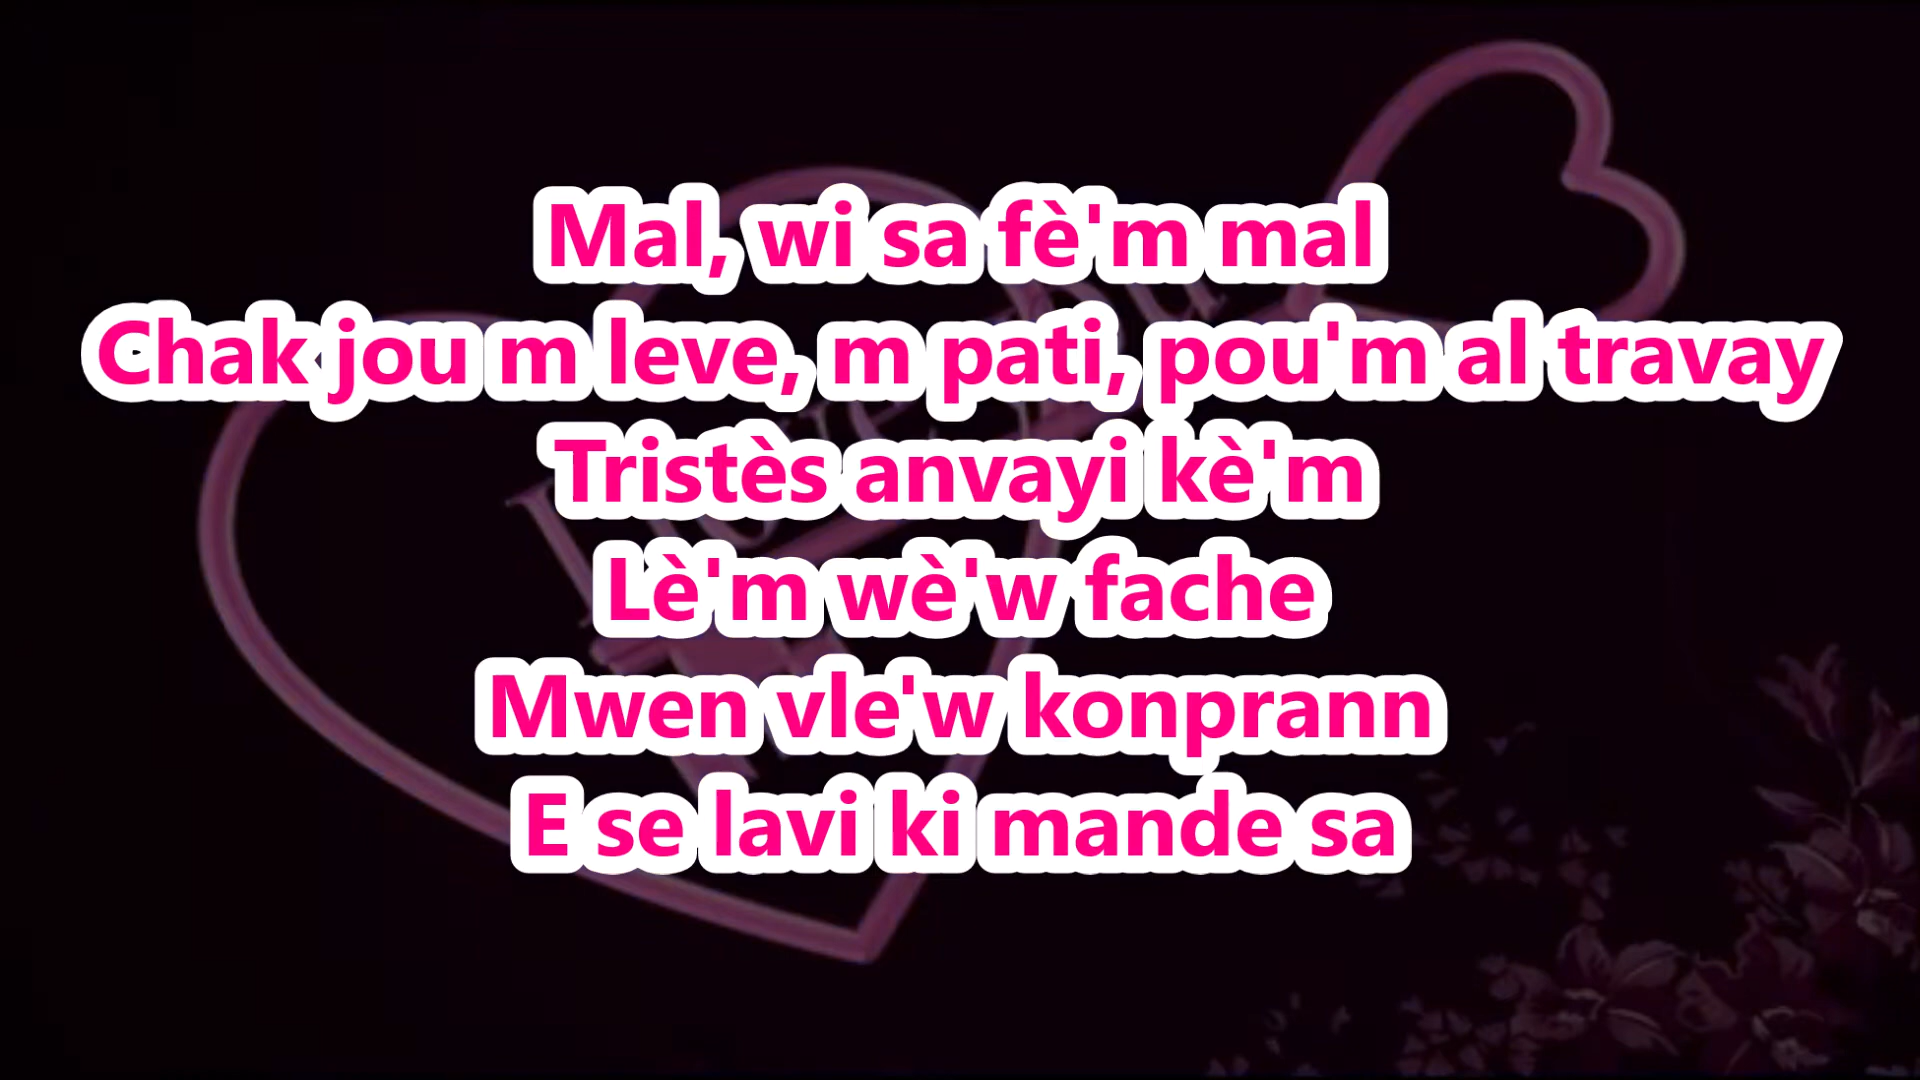 Mal, wi sa fè'm mal
Chak jou m leve, m pati, pou'm al travay
Tristès anvayi kè'm
Lè'm wè'w fache
Mwen vle'w konprann
E se lavi ki mande sa